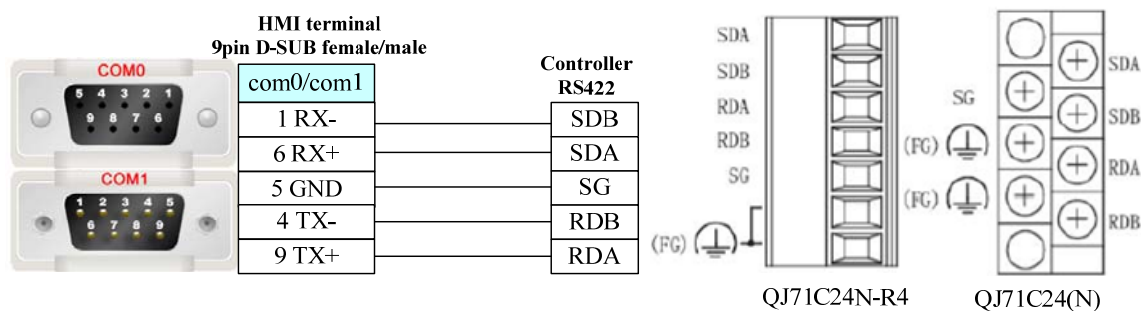 HMI terminal
9pin D-SUB female/male
COM0
5 4 3 2 1
9 8 7 6
COM1
1 2 3 4 5
6 7 8 9
com0/com1
Controller
RS422
1 RX- SDB
6 RX+ SDA
5 GND SG
4 TX- RDB
9 TX+ RDA
SDA
SDB
RDA
RDB
SG
(FG)
QJ71C24N-R4
SG
(FG)
(FG)
SDA
SDB
RDA
RDB
QJ71C24(N)